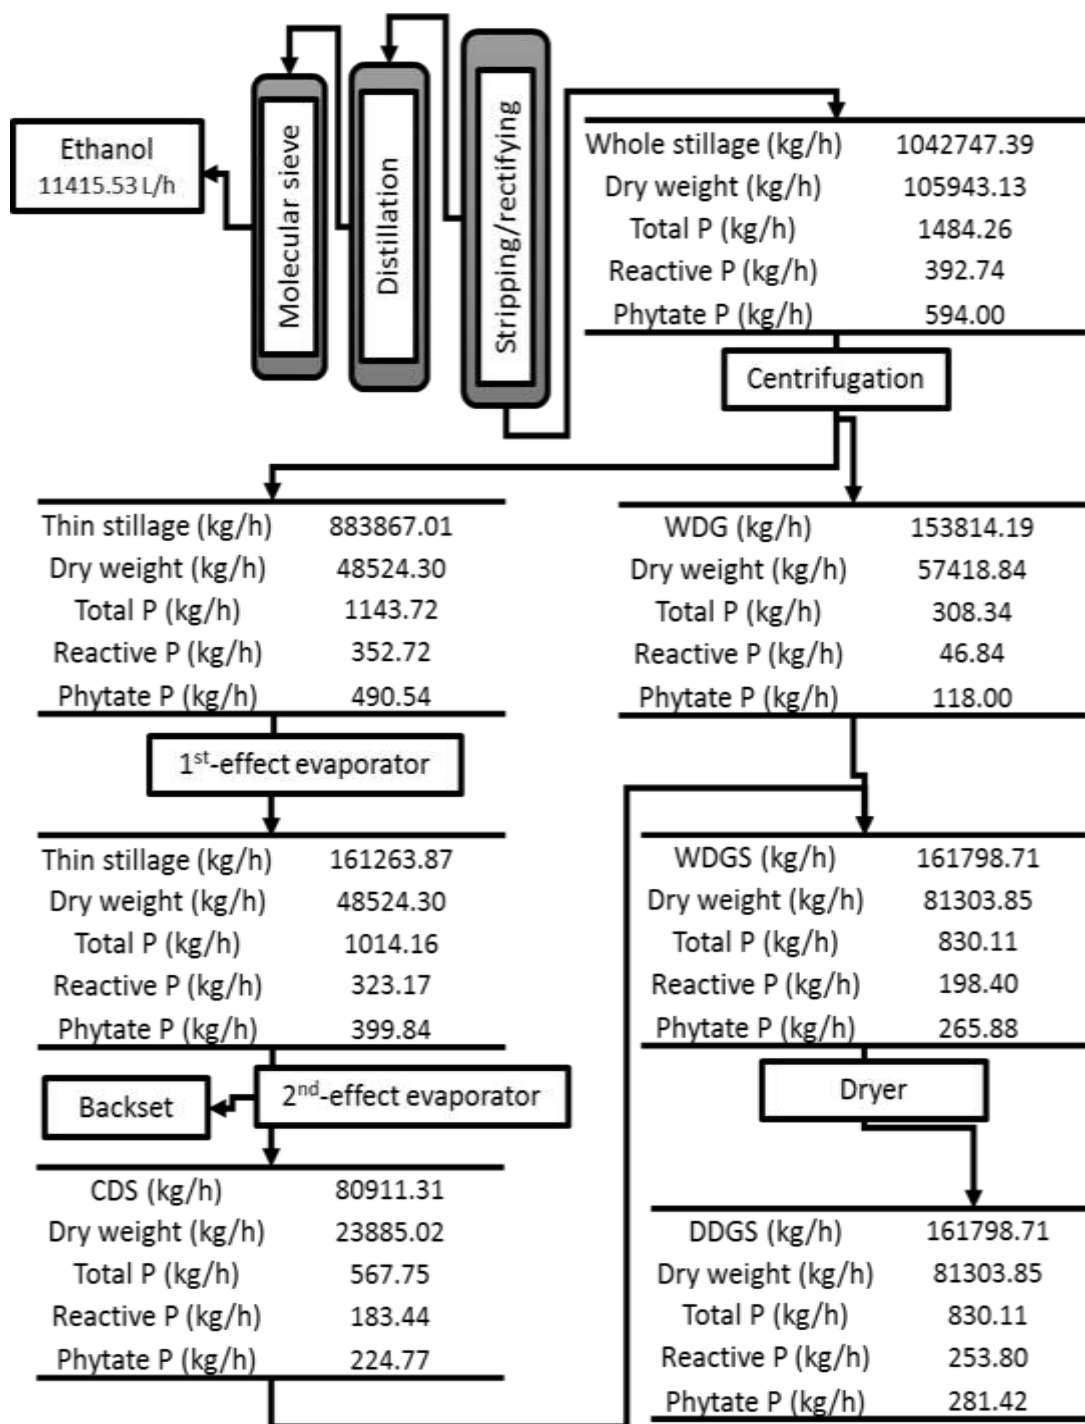 Ethanol
11415.53 L/h
Molecular sieve
Distillation
Stripping/rectifying
Whole stillage (kg/h) 1042747.39
Dry weight (kg/h) 105943.13
Total P (kg/h) 1484.26
Reactive P (kg/h) 392.74
Phytate P (kg/h) 594.00
Centrifugation
Thin stillage (kg/h) 883867.01
Dry weight (kg/h) 48524.30
Total P (kg/h) 1143.72
Reactive P (kg/h) 352.72
Phytate P (kg/h) 490.54
WDG (kg/h) 153814.19
Dry weight (kg/h) 57418.84
Total P (kg/h) 308.34
Reactive P (kg/h) 46.84
Phytate P (kg/h) 118.00
1st-effect evaporator
Thin stillage (kg/h) 161263.87
Dry weight (kg/h) 48524.30
Total P (kg/h) 1014.16
Reactive P (kg/h) 323.17
Phytate P (kg/h) 399.84
WDGS (kg/h) 161798.71
Dry weight (kg/h) 81303.85
Total P (kg/h) 830.11
Reactive P (kg/h) 198.40
Phytate P (kg/h) 265.88
Backset
2nd-effect evaporator
Dryer
CDS (kg/h) 80911.31
Dry weight (kg/h) 23885.02
Total P (kg/h) 567.75
Reactive P (kg/h) 183.44
Phytate P (kg/h) 224.77
DDGS (kg/h) 161798.71
Dry weight (kg/h) 81303.85
Total P (kg/h) 830.11
Reactive P (kg/h) 253.80
Phytate P (kg/h) 281.42